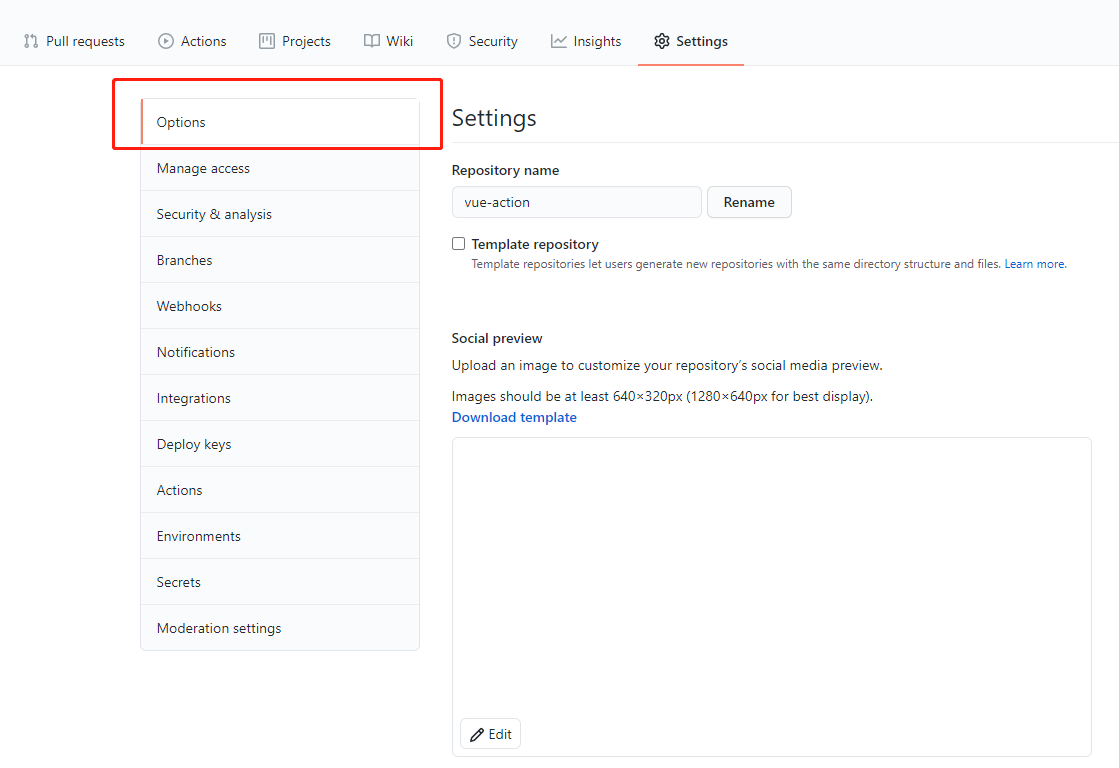 Pull requests Actions Projects Wiki Security Insights Settings
Options
Manage access
Security & analysis
Branches
Webhooks
Notifications
Integrations
Deploy keys
Actions
Environments
Secrets
Moderation settings
Settings
Repository name
vue-action Rename
Template repository
Template repositories let users generate new repositories with the same directory structure and files. Learn more.
Social preview
Upload an image to customize your repository’s social media preview.
Images should be at least 640×320px (1280×640px for best display).
Download template
Edit